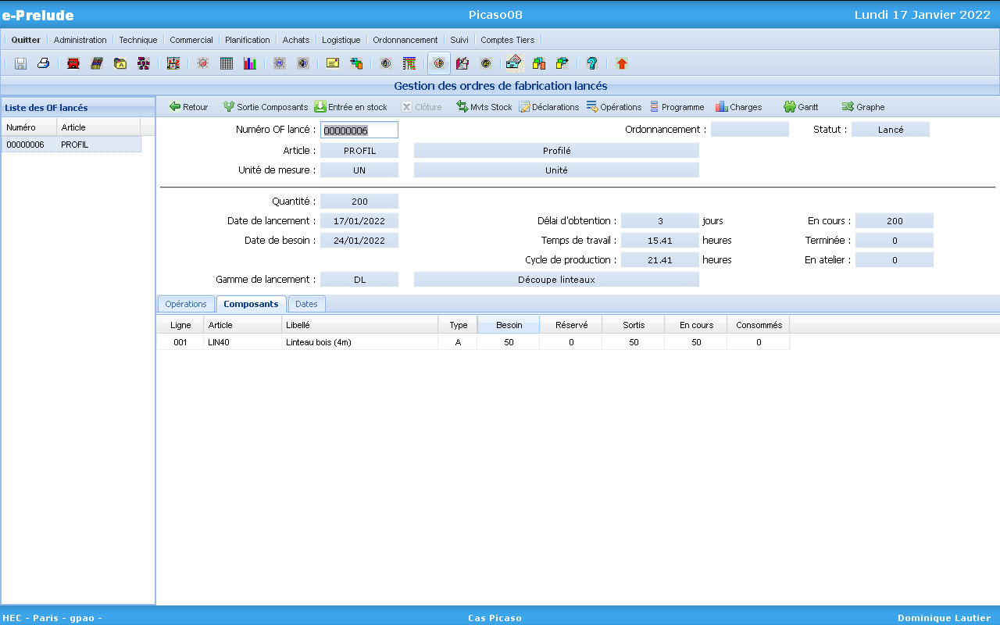 e-Prelude Picaso08 Lundi 17 Janvier 2022
Quitter Administration Technique Commercial Planification Achats Logistique Ordonnancement Suivi Comptes Tiers
Gestion des ordres de fabrication lancés
Liste des OF lancés
Numéro Article
00000006 PROFIL
Retour Sortie Composants Entrée en stock Clôture Mvts Stock Déclarations Opérations Programme Charges Gantt Graphe
Numéro OF lancé : 00000006 Ordonnancement : Statut : Lancé
Article : PROFIL Profilé
Unité de mesure : UN Unité
Quantité : 200
Date de lancement : 17/01/2022 Délai d'obtention : 3 jours En cours : 200
Date de besoin : 24/01/2022 Temps de travail : 15.41 heures Terminée : 0
Cycle de production : 21.41 heures En atelier : 0
Gamme de lancement : DL Découpe linteaux
Opérations Composants Dates
Ligne Article Libellé Type Besoin Réservé Sortis En cours Consommés
001 LIN40 Linteau bois (4m) A 50 0 50 50 0
HEC - Paris - gpao - Cas Picaso Dominique Lautier